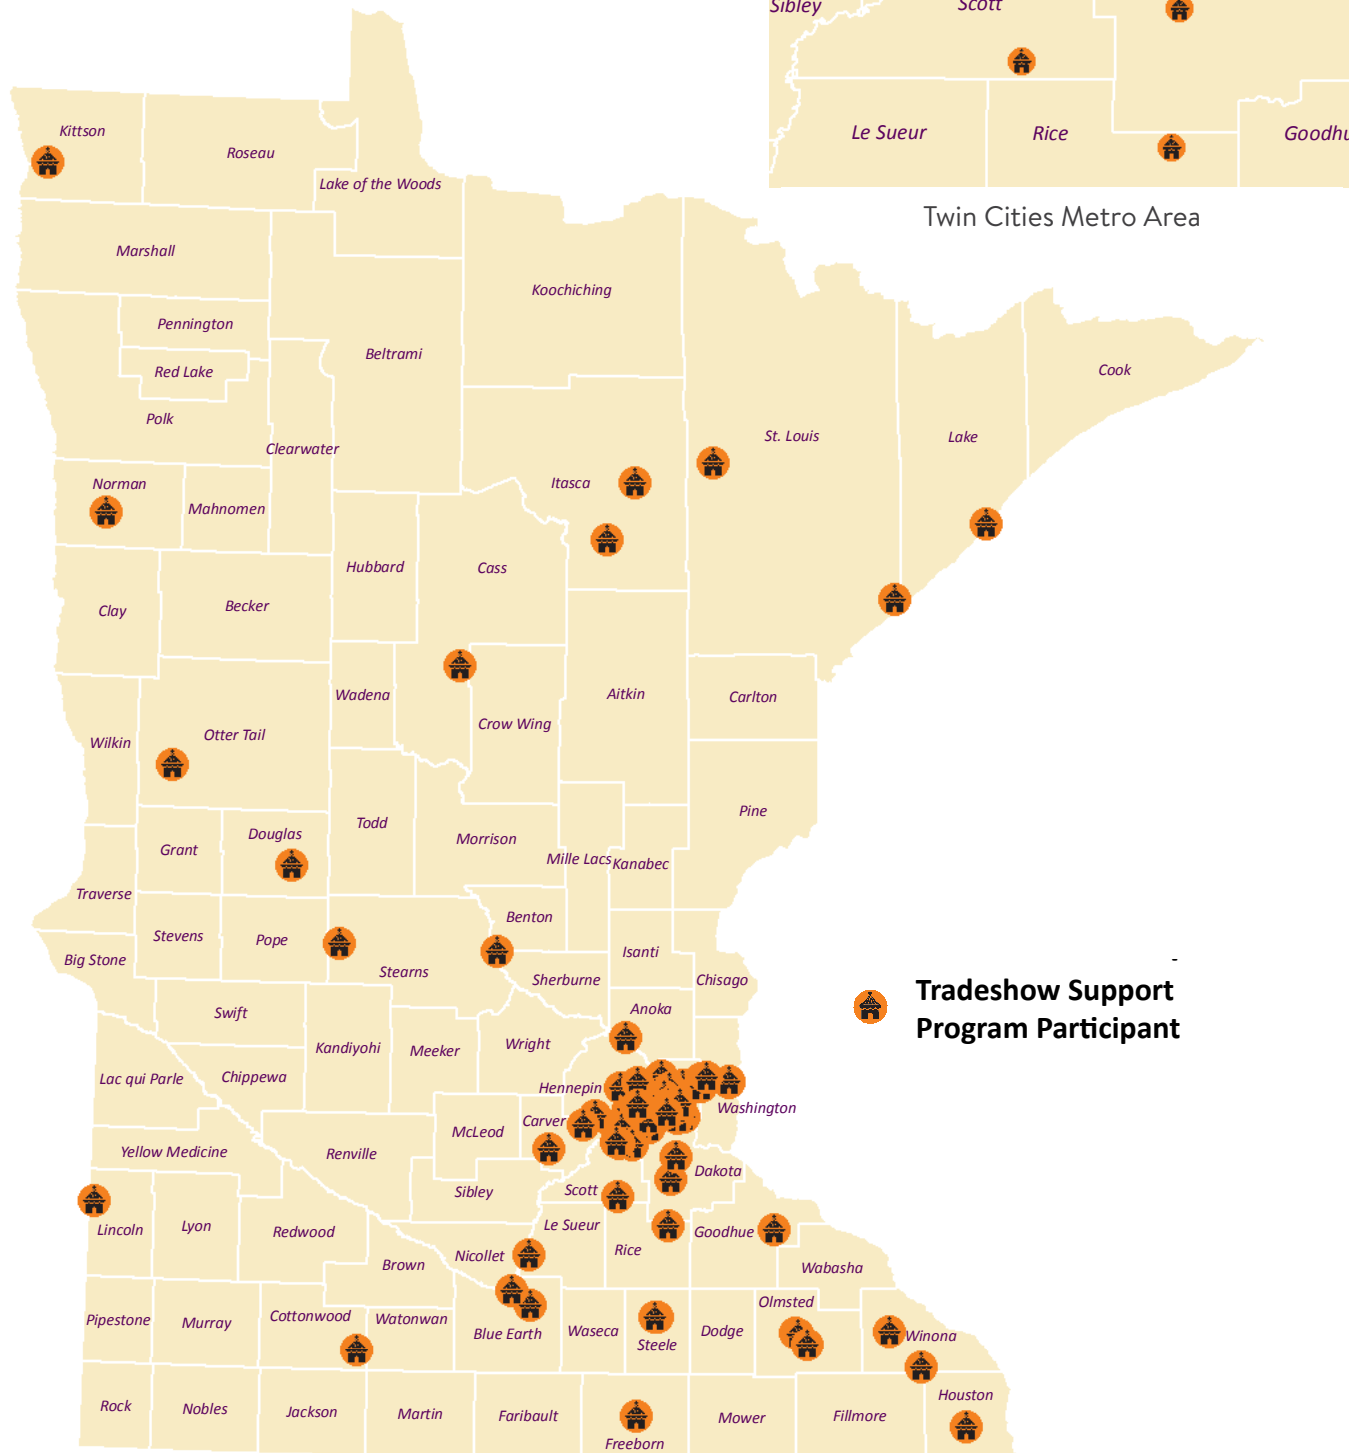 Sibley
Scott
Le Sueur
Rice
Goodhu
Twin Cities Metro Area
Kittson
Roseau
Lake of the Woods
Marshall
Koochiching
Pennington
Beltrami
Red Lake
Cook
Polk
Clearwater
St. Louis
Lake
Norman
Itasca
Mahnomen
Hubbard
Cass
Clay
Becker
Wadena
Aitkin
Carlton
Crow Wing
Otter Tail
Wilkin
Pine
Todd
Douglas
Morrison
Grant
Mille Lacs
Kanabec
Traverse
Benton
Stevens
Pope
Isanti
Big Stone
Stearns
Sherburne
Chisago
-
Tradeshow Support
Program Participant
Swift
Anoka
Kandiyohi
Meeker
Wright
Lac qui Parle
Chippewa
Hennepin
Washington
Carver
McLeod
Yellow Medicine
Renville
Dakota
Sibley
Scott
Lincoln
Lyon
Redwood
Le Sueur
Rice
Goodhue
Nicollet
Brown
Wabasha
Olmsted
Pipestone
Murray
Cottonwood
Watonwan
Blue Earth
Waseca
Steele
Dodge
Winona
Rock
Nobles
Jackson
Martin
Faribault
Freeborn
Mower
Fillmore
Houston